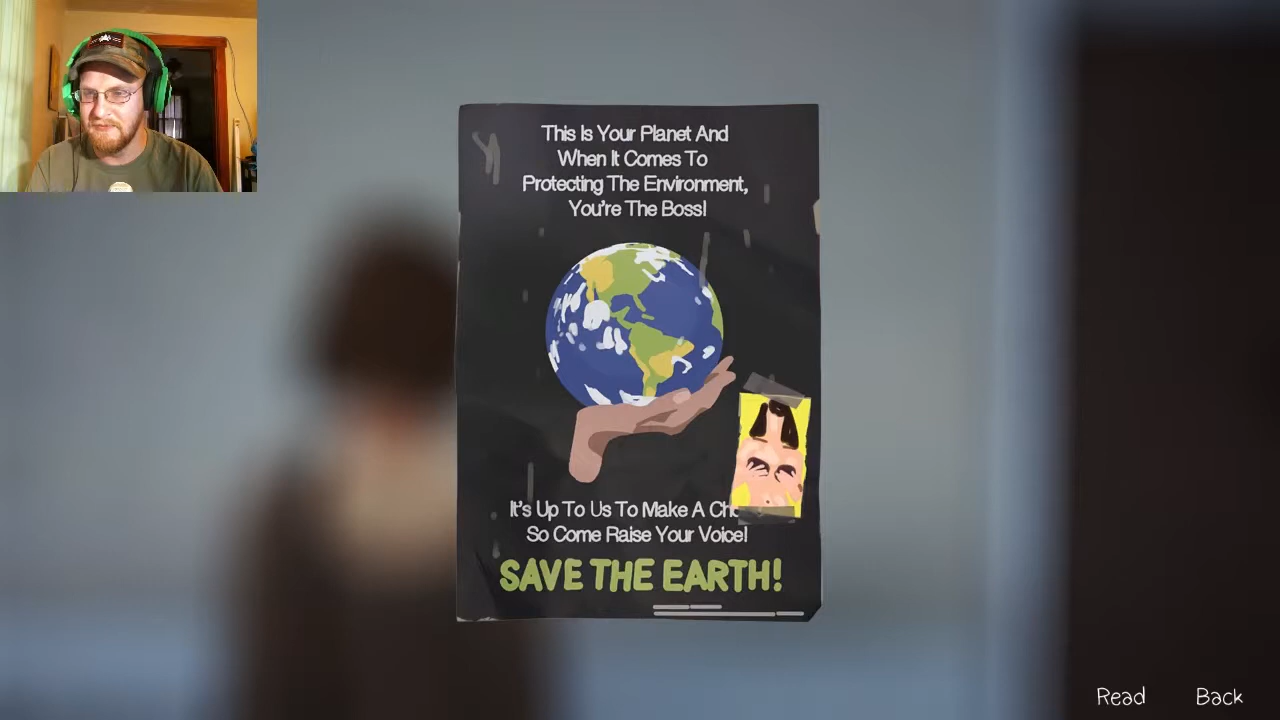 This Is Your Planet And
When It Comes To
Protecting The Environment,
You're The Boss!
It's Up To Us To Make A
So Come Raise Your Voice!
SAVE THE EARTH!
Read Back